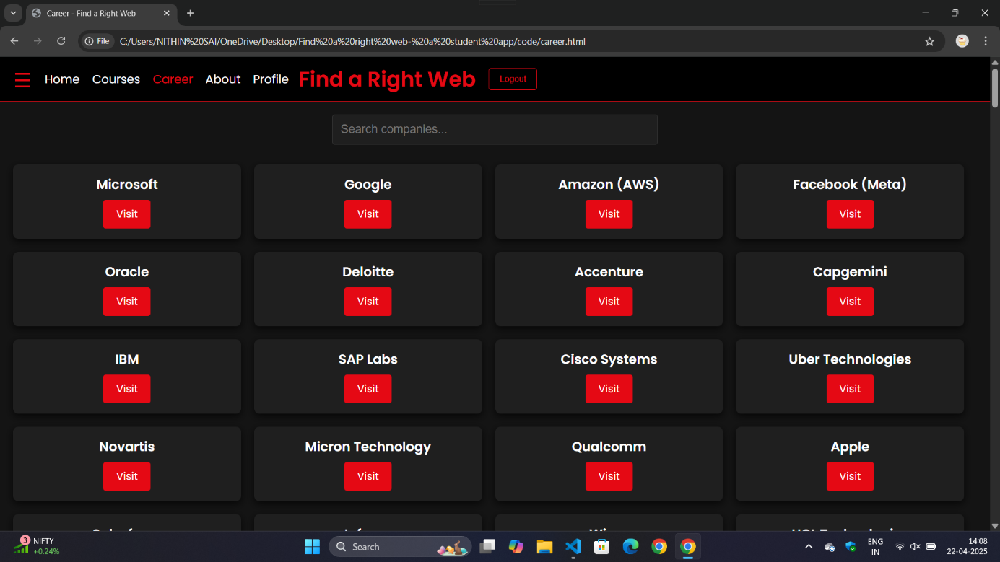 Career - Find a Right Web
File C:/Users/NITHIN%20SAI/OneDrive/Desktop/Find%20a%20right%20web-%20a%20student%20app/code/career.html
Home Courses Career About Profile Find a Right Web Logout
Search companies...
Microsoft Google Amazon (AWS) Facebook (Meta)
Visit Visit Visit Visit
Oracle Deloitte Accenture Capgemini
Visit Visit Visit Visit
IBM SAP Labs Cisco Systems Uber Technologies
Visit Visit Visit Visit
Novartis Micron Technology Qualcomm Apple
Visit Visit Visit Visit
3 NIFTY
+0.24%
Search
ENG
IN
14:08
22-04-2025